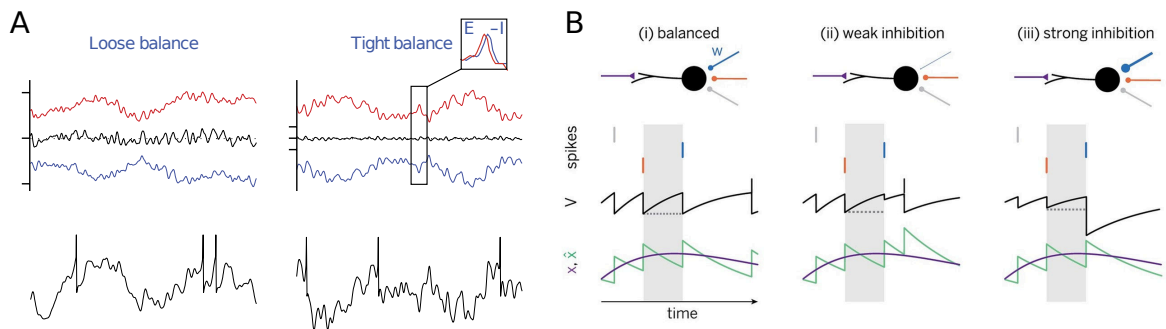 A
Loose balance
Tight balance
E –I
B
(i) balanced
(ii) weak inhibition
(iii) strong inhibition
w
spikes
V
x, x̂
time